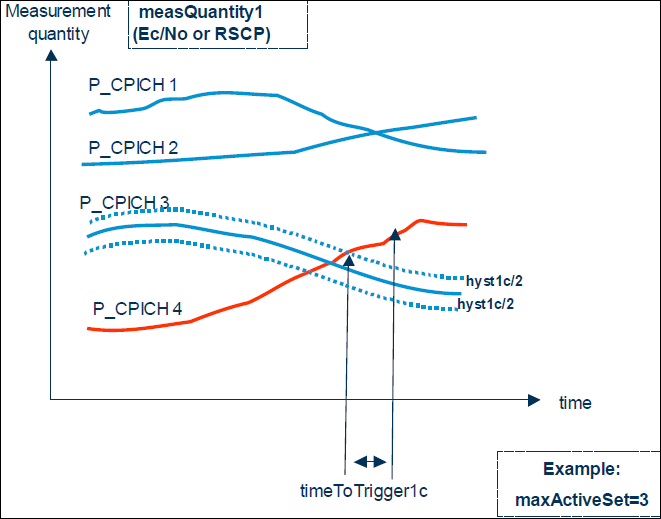 Measurement
quantity
measQuantity1
(Ec/No or RSCP)
P_CPICH 1
P_CPICH 2
P_CPICH 3
hyst1c/2
hyst1c/2
P_CPICH 4
time
timeToTrigger1c
Example:
maxActiveSet=3